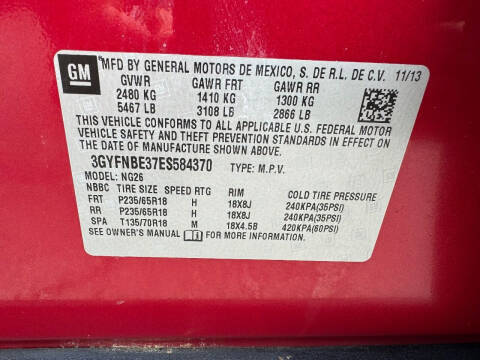 GM
MFD BY GENERAL MOTORS DE MEXICO, S. DE R.L. DE C.V. 11/13
GVWR GAWR FRT GAWR RR
2480 KG 1410 KG 1300 KG
5467 LB 3108 LB 2866 LB
THIS VEHICLE CONFORMS TO ALL APPLICABLE U.S. FEDERAL MOTOR
VEHICLE SAFETY AND THEFT PREVENTION STANDARDS IN EFFECT ON
THE DATE OF MANUFACTURE SHOWN ABOVE.
3GYFNBE37ES584370 TYPE: M.P.V.
MODEL: NG26
NBBC TIRE SIZE SPEED RTG RIM COLD TIRE PRESSURE
FRT P235/65R18 H 18X8J 240KPA(35PSI)
RR P235/65R18 H 18X8J 240KPA(35PSI)
SPA T135/70R18 M 18X4.5B 420KPA(60PSI)
SEE OWNER'S MANUAL FOR MORE INFORMATION.